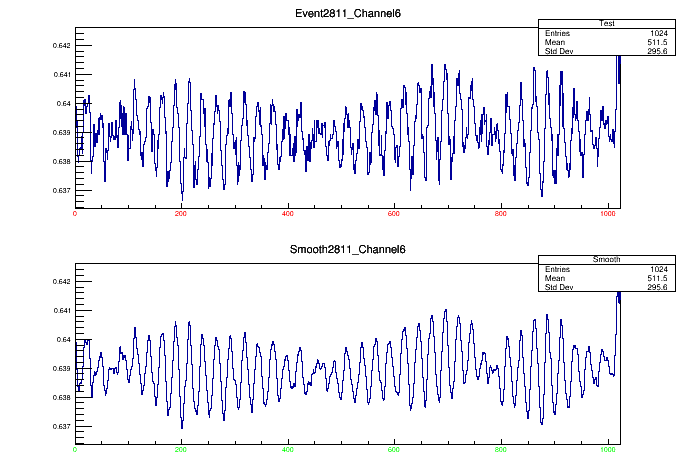 Event2811_Channel6
Test
Entries 1024
Mean 511.5
Std Dev 295.6
0.642
0.641
0.64
0.639
0.638
0.637
0 200 400 600 800 1000
Smooth2811_Channel6
Smooth
Entries 1024
Mean 511.5
Std Dev 295.6
0.642
0.641
0.64
0.639
0.638
0.637
0 200 400 600 800 1000